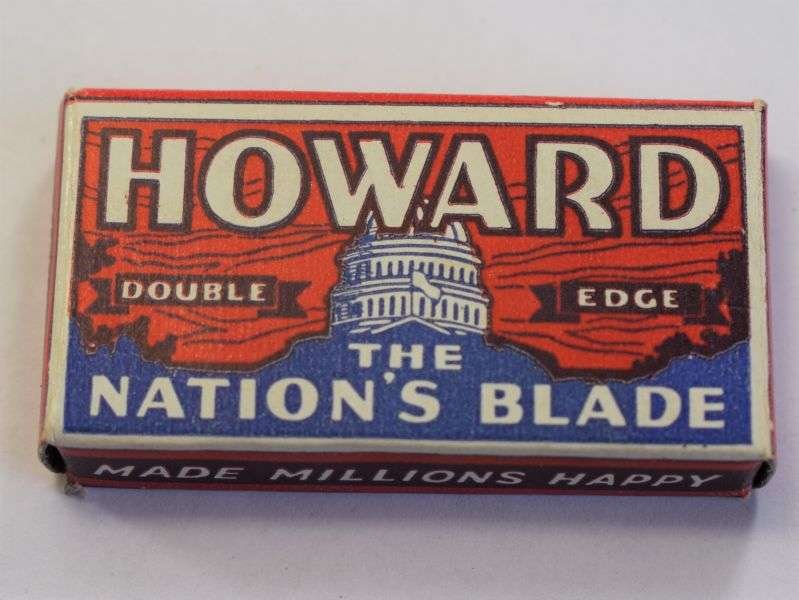 HOWARD
DOUBLE EDGE
THE
NATION'S BLADE
MADE MILLIONS HAPPY